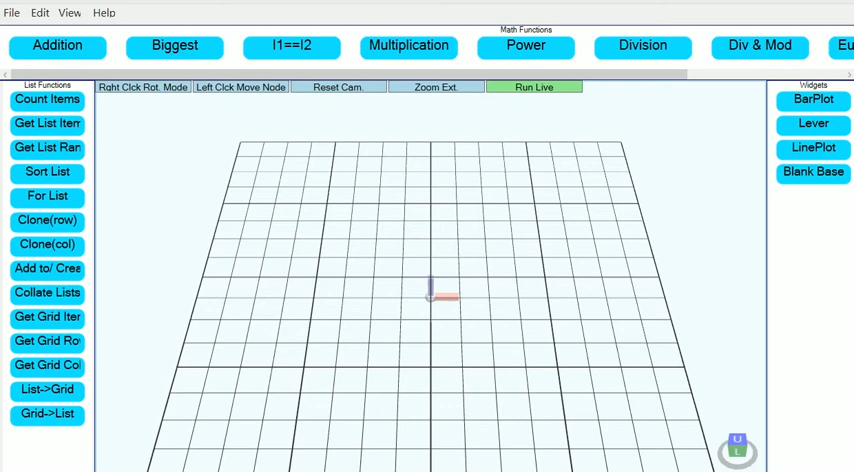 File Edit View Help
Math Functions
Addition Biggest I1==I2 Multiplication Power Division Div & Mod Eu
List Functions
Rght Clck Rot. Mode Left Clck Move Node Reset Cam. Zoom Ext. Run Live
Widgets
Count Items
Get List Item
Get List Ran
Sort List
For List
Clone(row)
Clone(col)
Add to/ Crea
Collate Lists
Get Grid Iter
Get Grid Ro
Get Grid Col
List->Grid
Grid->List
BarPlot
Lever
LinePlot
Blank Base
U
L